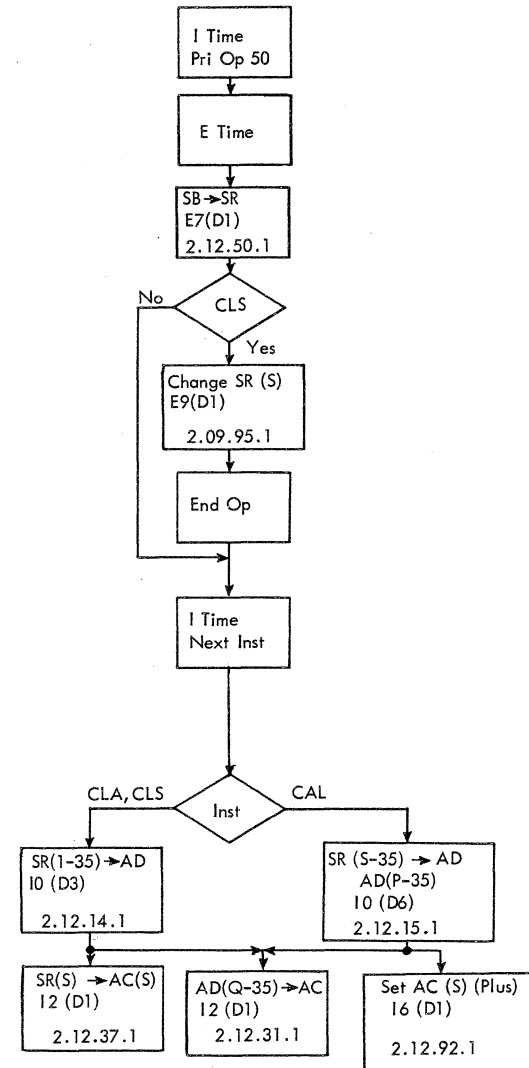 I Time
Pri Op 50
E Time
SB→SR
E7(D1)
2.12.50.1
CLS
No
Yes
Change SR (S)
E9(D1)
2.09.95.1
End Op
I Time
Next Inst
Inst
CLA, CLS
CAL
SR(1-35)→AD
I0 (D3)
2.12.14.1
SR (S-35) → AD
AD(P-35)
I0 (D6)
2.12.15.1
SR(S) →AC(S)
I2 (D1)
2.12.37.1
AD(Q-35)→AC
I2 (D1)
2.12.31.1
Set AC (S) (Plus)
I6 (D1)
2.12.92.1